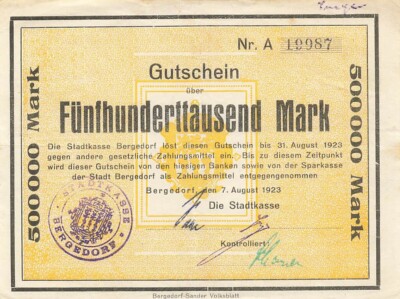 Nr. A 19987
Gutschein
über
Fünfhunderttausend Mark
Die Stadtkasse Bergedorf löst diesen Gutschein bis 31. August 1923
gegen andere gesetzliche Zahlungsmittel ein. Bis zu diesem Zeitpunkt
wird dieser Gutschein von den hiesigen Banken sowie von der Sparkasse
der Stadt Bergedorf als Zahlungsmittel entgegengenommen
Bergedorf, den 7. August 1923
Die Stadtkasse
Kontrolliert:
500000 Mark
500000 Mark
STADTKASSE
BERGEDORF
Bergedorf-Sander Volksblatt